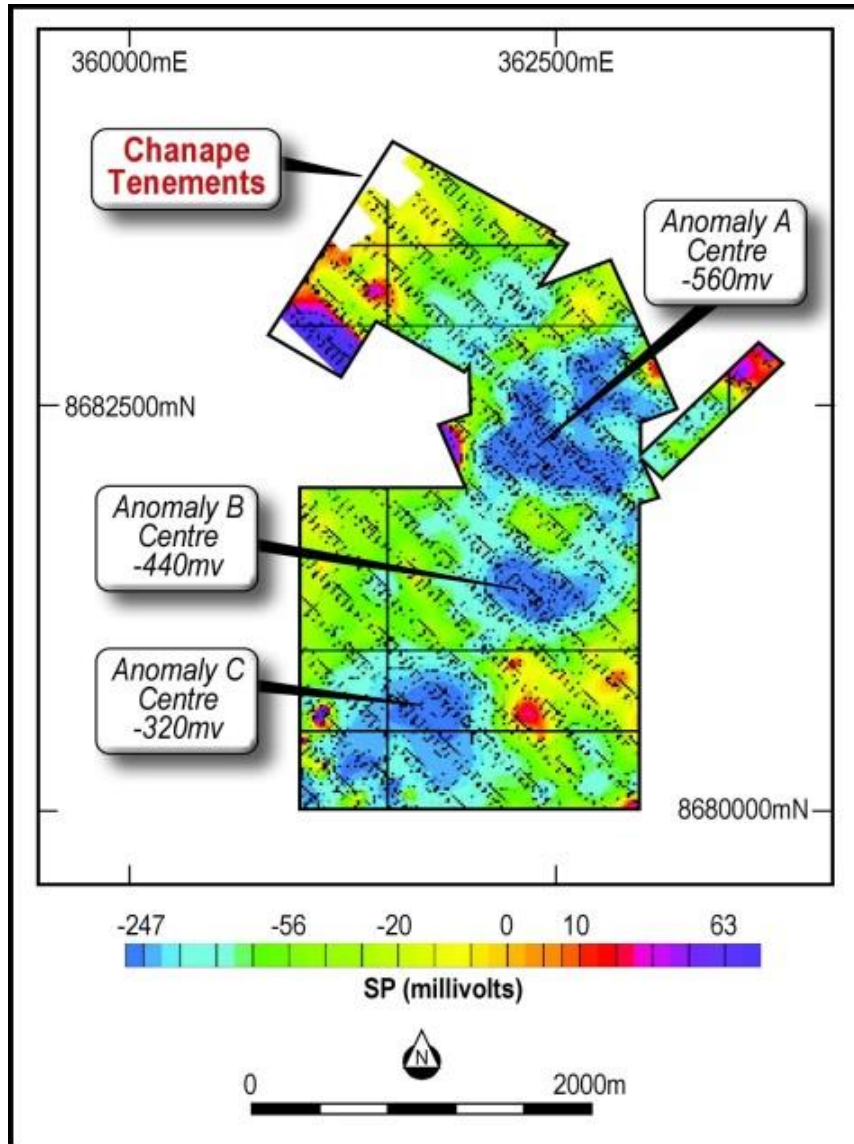 360000mE
362500mE
Chanape
Tenements
Anomaly A
Centre
-560mv
8682500mN
Anomaly B
Centre
-440mv
Anomaly C
Centre
-320mv
8680000mN
-247
-56
-20
0
10
63
SP (millivolts)
N
0
2000m